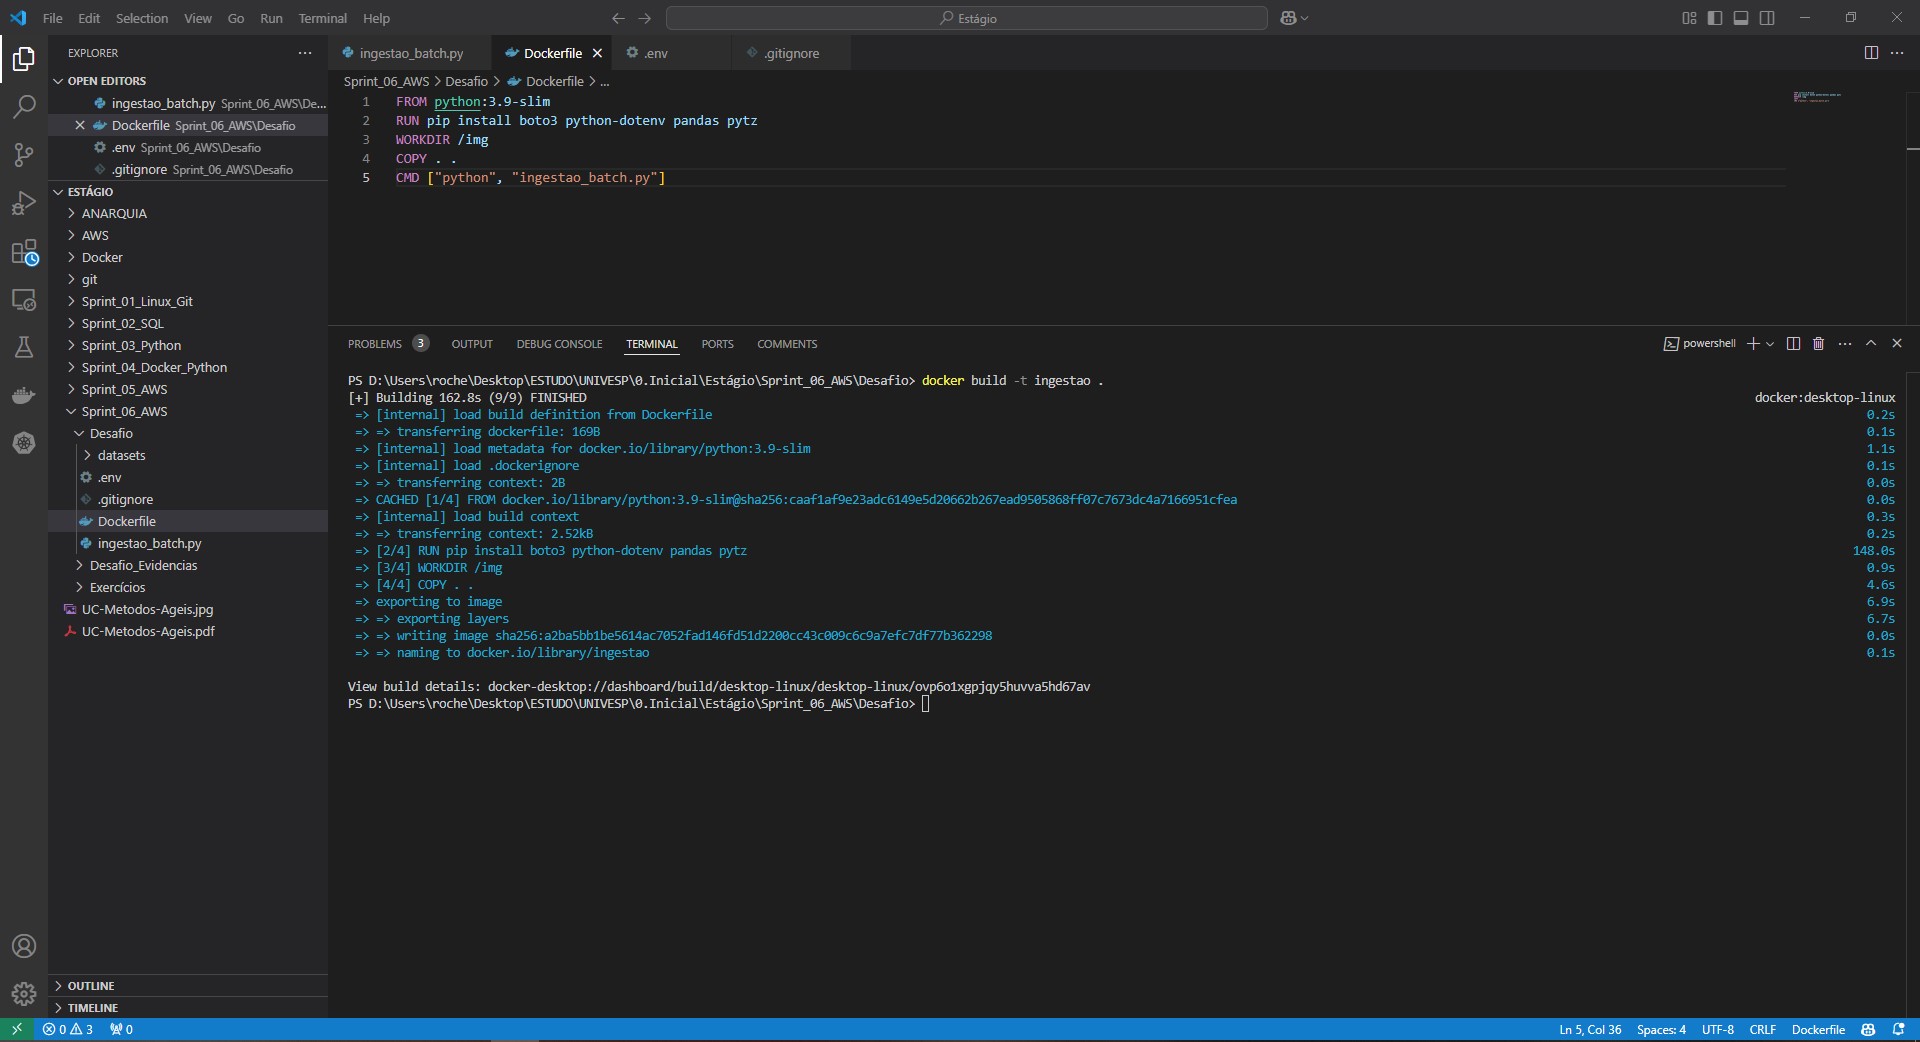 File Edit Selection View Go Run Terminal Help
Estágio
EXPLORER
OPEN EDITORS
ingestao_batch.py Sprint_06_AWS\De...
Dockerfile Sprint_06_AWS\Desafio
.env Sprint_06_AWS\Desafio
.gitignore Sprint_06_AWS\Desafio
ESTÁGIO
ANARQUIA
AWS
Docker
git
Sprint_01_Linux_Git
Sprint_02_SQL
Sprint_03_Python
Sprint_04_Docker_Python
Sprint_05_AWS
Sprint_06_AWS
Desafio
datasets
.env
.gitignore
Dockerfile
ingestao_batch.py
Desafio_Evidencias
Exercícios
UC-Metodos-Ageis.jpg
UC-Metodos-Ageis.pdf
OUTLINE
TIMELINE
ingestao_batch.py Dockerfile .env .gitignore
Sprint_06_AWS > Desafio > Dockerfile > ...
1 FROM python:3.9-slim
2 RUN pip install boto3 python-dotenv pandas pytz
3 WORKDIR /img
4 COPY . .
5 CMD ["python", "ingestao_batch.py"]
PROBLEMS 3 OUTPUT DEBUG CONSOLE TERMINAL PORTS COMMENTS
powershell
PS D:\Users\roche\Desktop\ESTUDO\UNIVESP\0.Inicial\Estágio\Sprint_06_AWS\Desafio> docker build -t ingestao .
[+] Building 162.8s (9/9) FINISHED docker:desktop-linux
=> [internal] load build definition from Dockerfile 0.2s
=> => transferring dockerfile: 169B 0.1s
=> [internal] load metadata for docker.io/library/python:3.9-slim 1.1s
=> [internal] load .dockerignore 0.1s
=> => transferring context: 2B 0.0s
=> CACHED [1/4] FROM docker.io/library/python:3.9-slim@sha256:caaf1af9e23adc6149e5d20662b267ead9505868ff07c7673dc4a7166951cfea 0.0s
=> [internal] load build context 0.3s
=> => transferring context: 2.52kB 0.2s
=> [2/4] RUN pip install boto3 python-dotenv pandas pytz 148.0s
=> [3/4] WORKDIR /img 0.9s
=> [4/4] COPY . . 4.6s
=> exporting to image 6.9s
=> => exporting layers 6.7s
=> => writing image sha256:a2ba5bb1be5614ac7052fad146fd51d2200cc43c009c6c9a7efc7df77b362298 0.0s
=> => naming to docker.io/library/ingestao 0.1s
View build details: docker-desktop://dashboard/build/desktop-linux/desktop-linux/ovp6o1xgpjqy5huvva5hd67av
PS D:\Users\roche\Desktop\ESTUDO\UNIVESP\0.Inicial\Estágio\Sprint_06_AWS\Desafio>
0 3 0 Ln 5, Col 36 Spaces: 4 UTF-8 CRLF Dockerfile